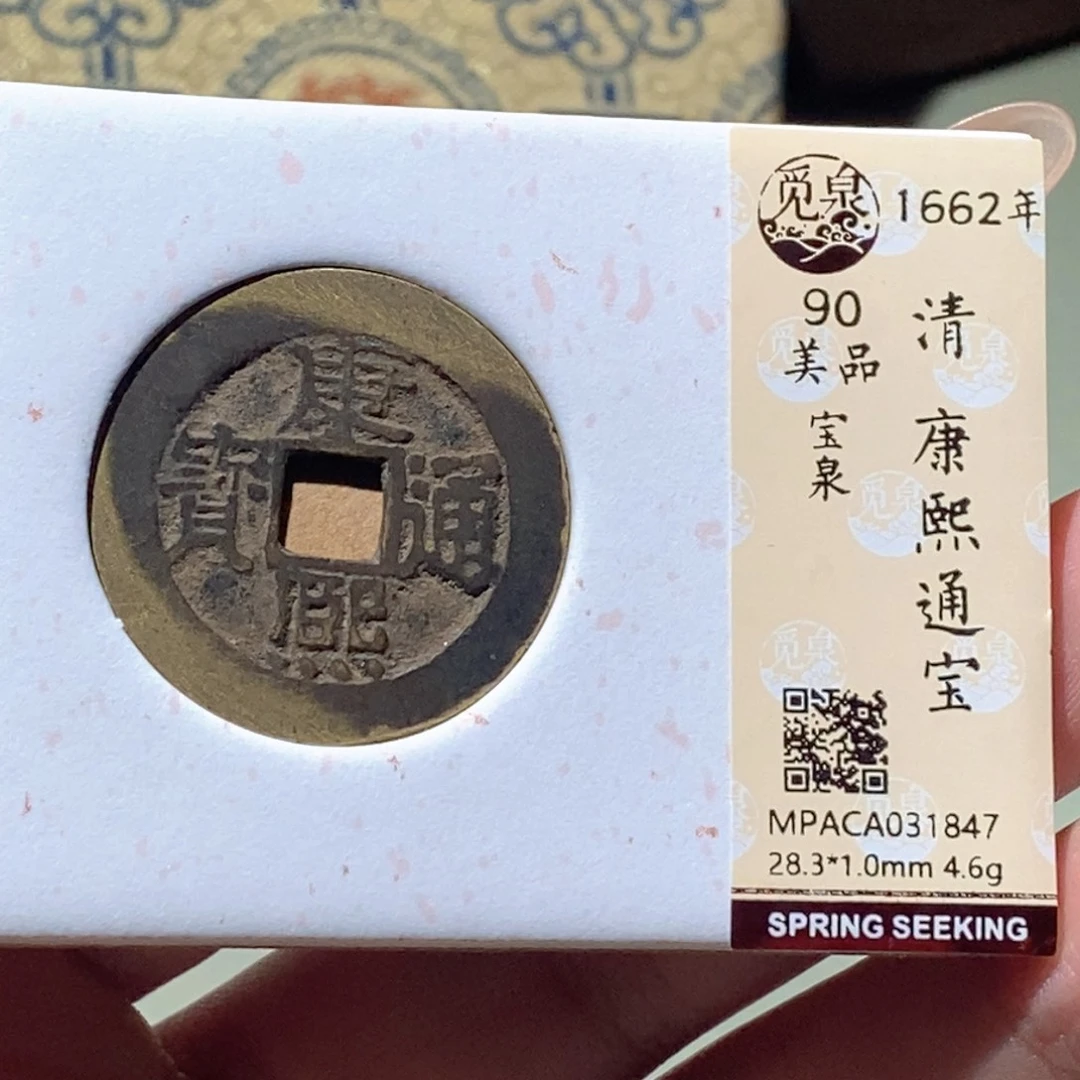 康熙通寳
觅泉
1662年
90
美品
宝泉
清康熙通宝
MPACA031847
28.3*1.0mm 4.6g
SPRING SEEKING